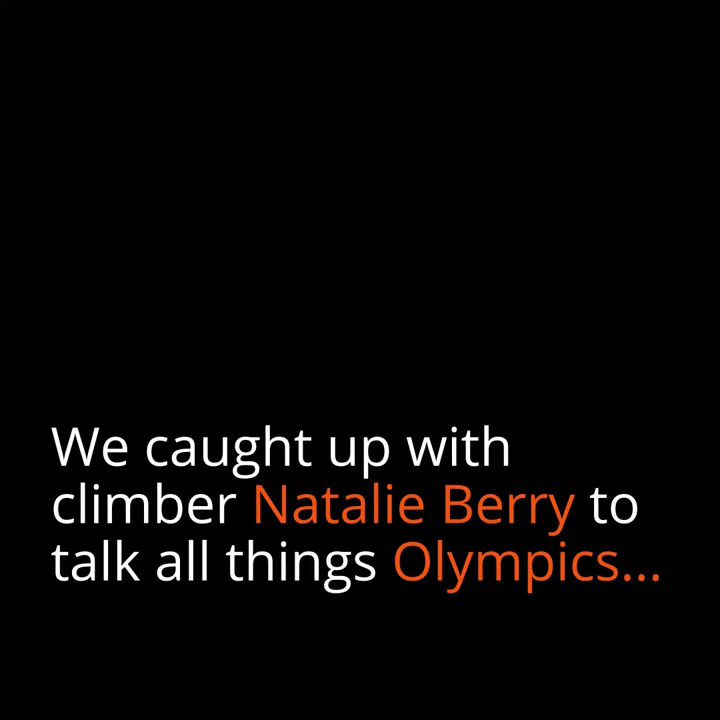 We caught up with
climber Natalie Berry to
talk all things Olympics...